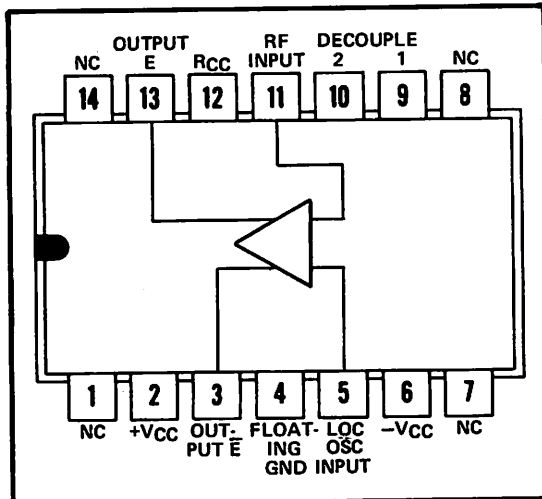 OUTPUT RF DECOUPLE
NC E RCC INPUT 2 1 NC
14 13 12 11 10 9 8
1 2 3 4 5 6 7
NC +VCC OUT- FLOAT- LOC –VCC NC
PUT E̅ ING OSC
GND INPUT